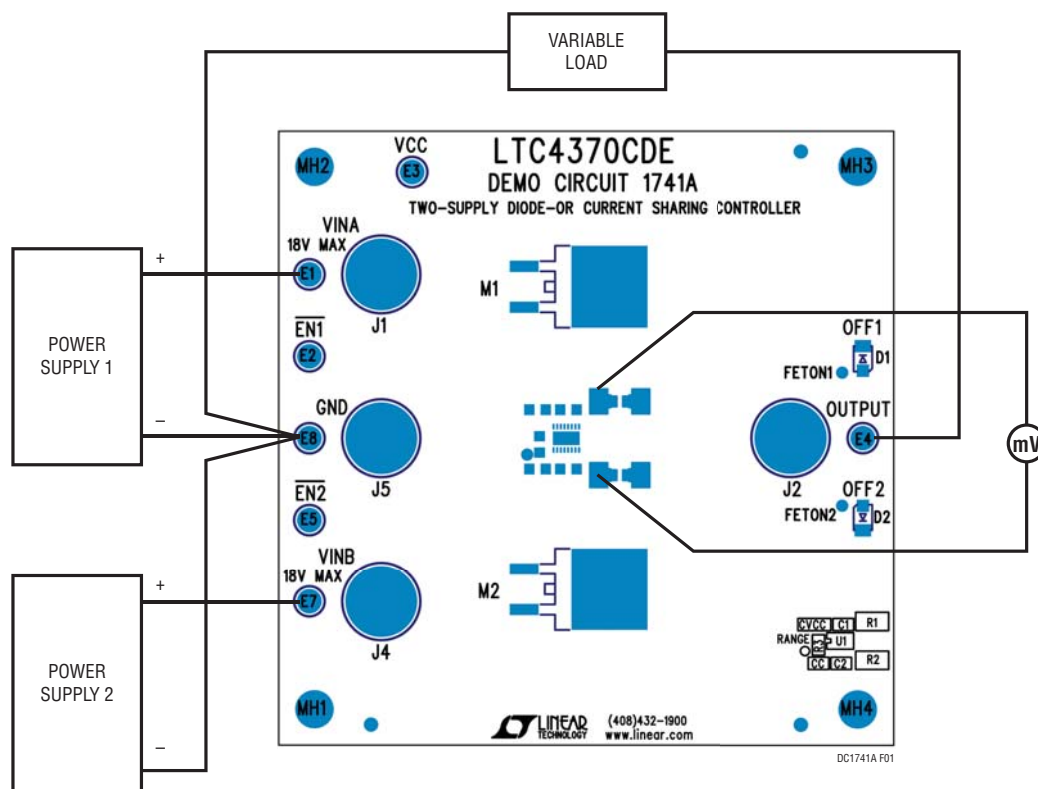 VARIABLE
LOAD
VCC
E3
LTC4370CDE
DEMO CIRCUIT 1741A
TWO-SUPPLY DIODE-OR CURRENT SHARING CONTROLLER
MH2
MH3
POWER
SUPPLY 1
+
–
VINA
18V MAX
E1
J1
EN1
E2
M1
GND
E8
J5
EN2
E5
OFF1
D1
FETON1
OUTPUT
E4
J2
OFF2
FETON2
D2
mV
POWER
SUPPLY 2
+
–
VINB
18V MAX
E7
J4
M2
CVCC
C1
R1
RANGE
R3
U1
CC
C2
R2
MH1
MH4
LINEAR
TECHNOLOGY
(408)432-1900
www.linear.com
DC1741A F01